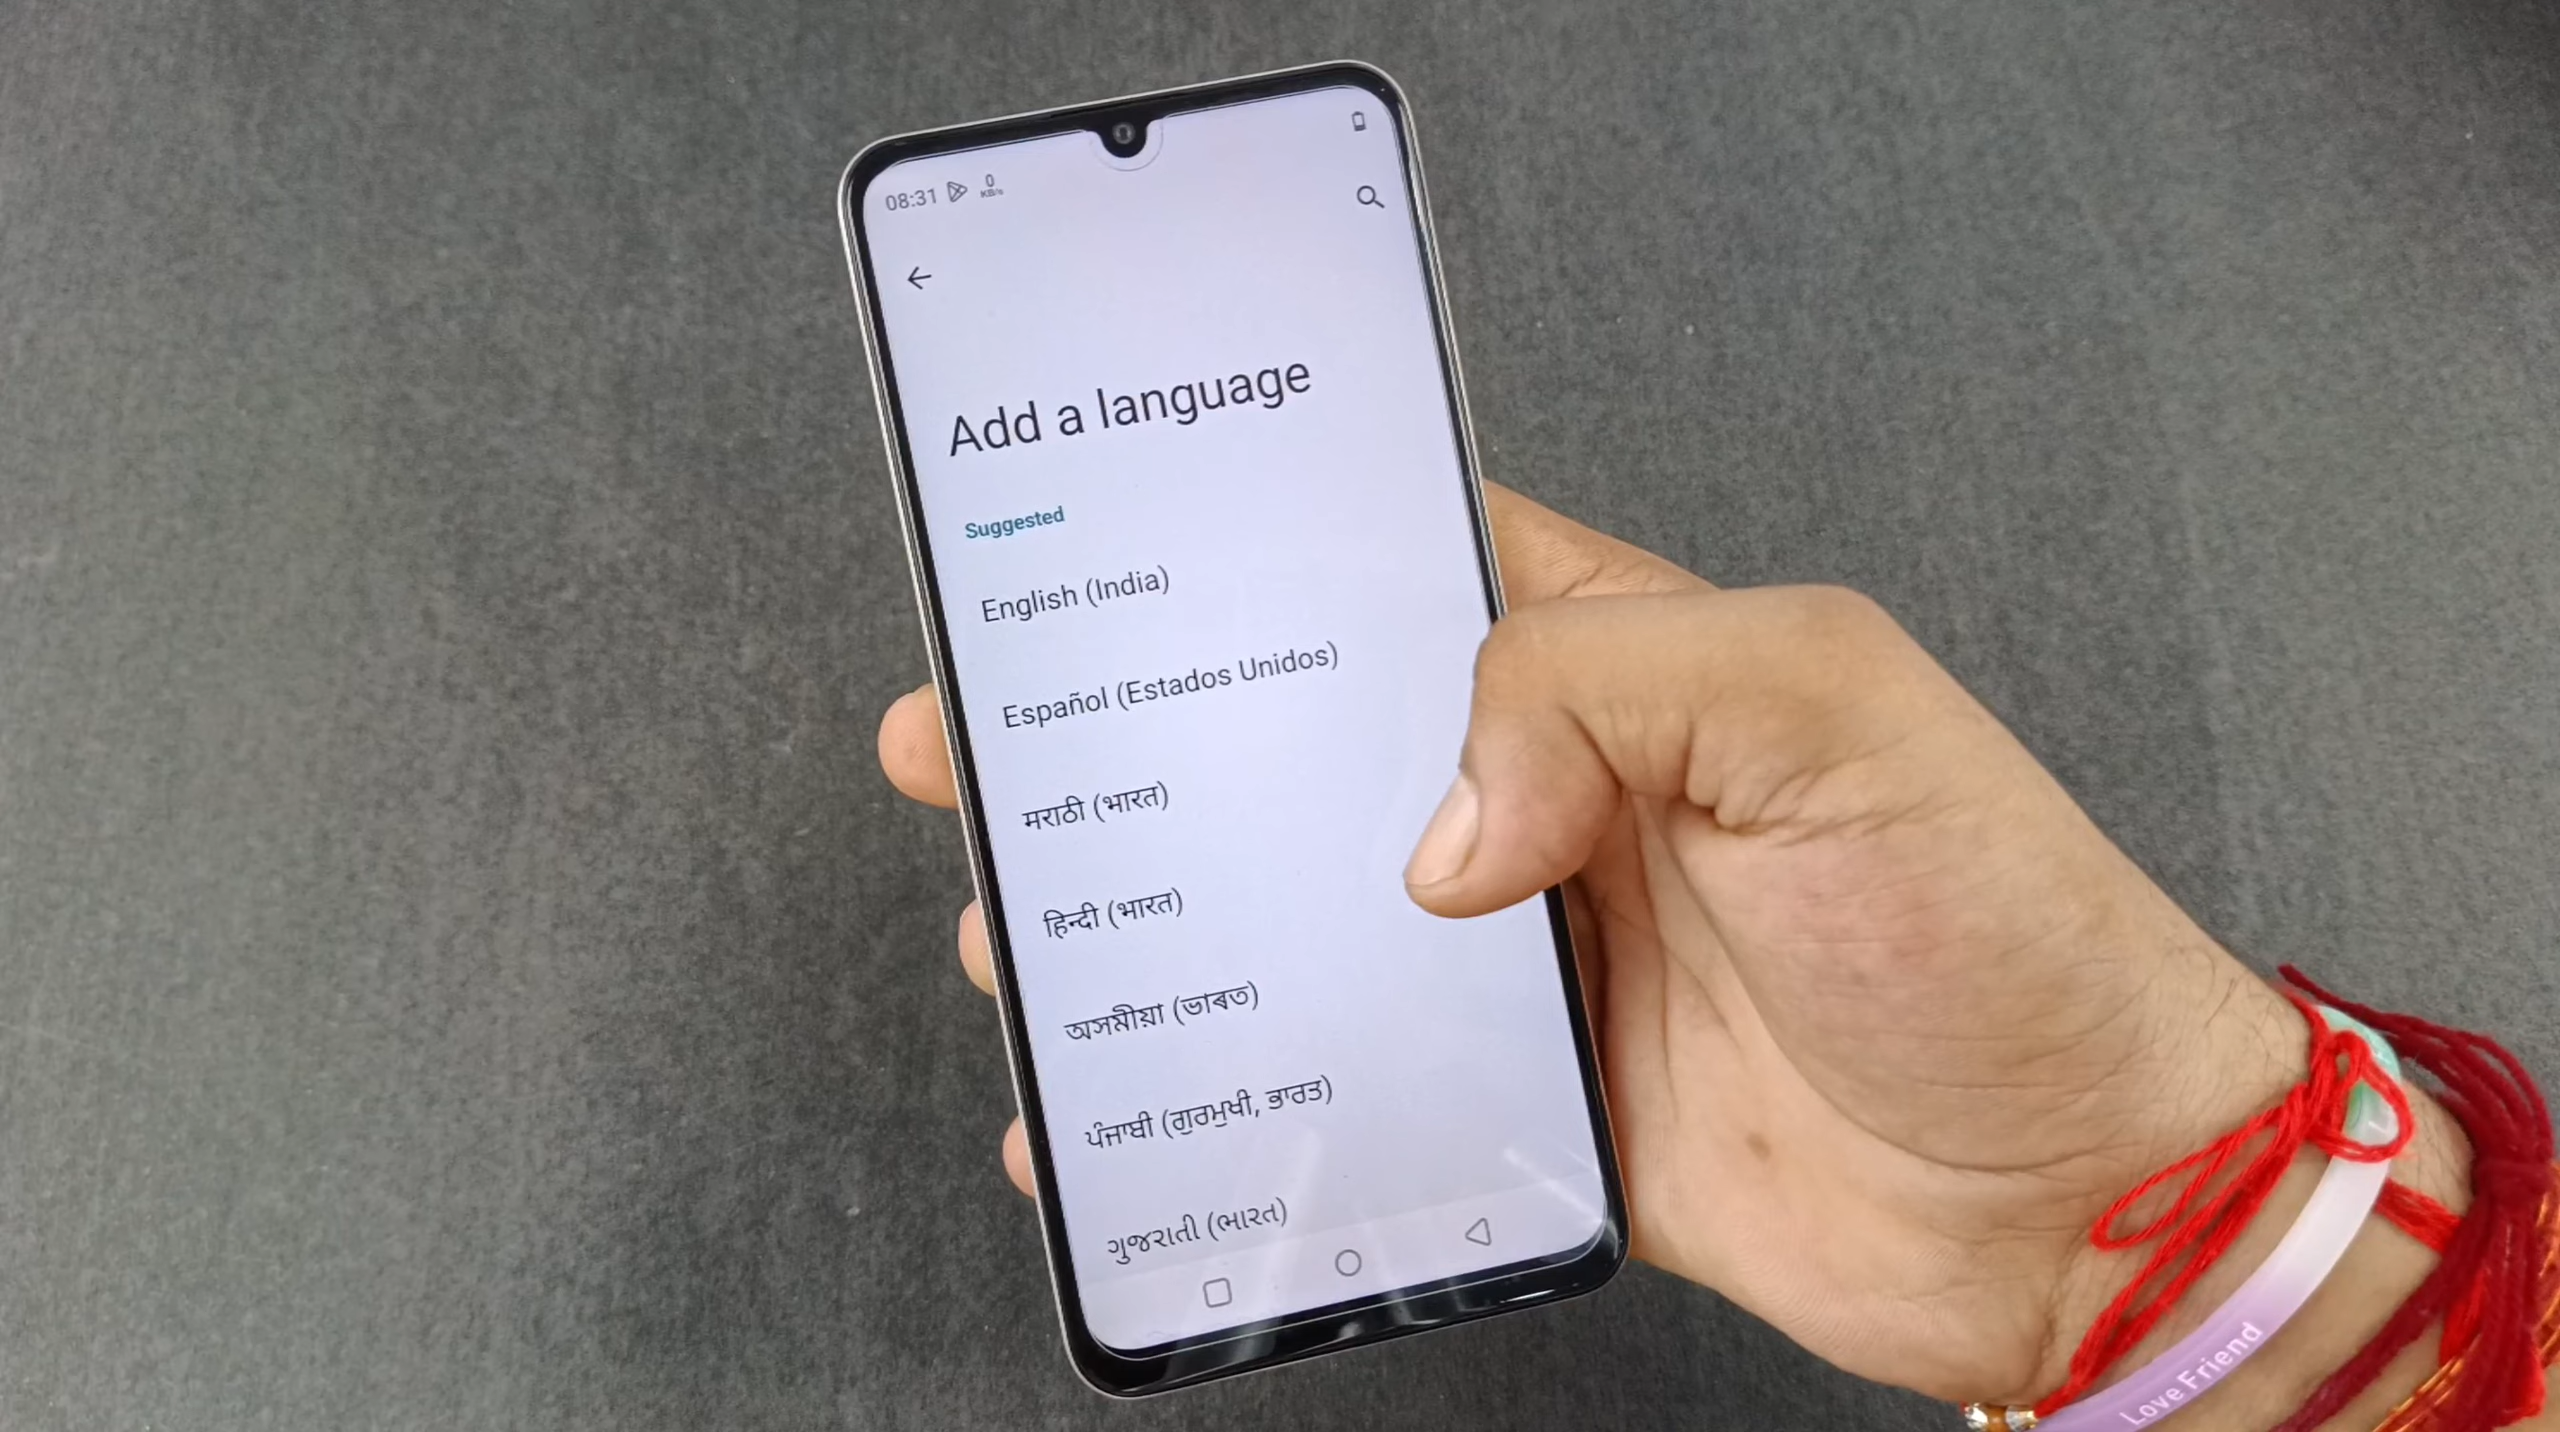 08:31 0 KB/s
Add a language
Suggested
English (India)
Español (Estados Unidos)
मराठी (भारत)
हिन्दी (भारत)
অসমীয়া (ভাৰত)
ਪੰਜਾਬੀ (ਗੁਰਮੁਖੀ, ਭਾਰਤ)
ગુજરાતી (ભારત)
Love Friend